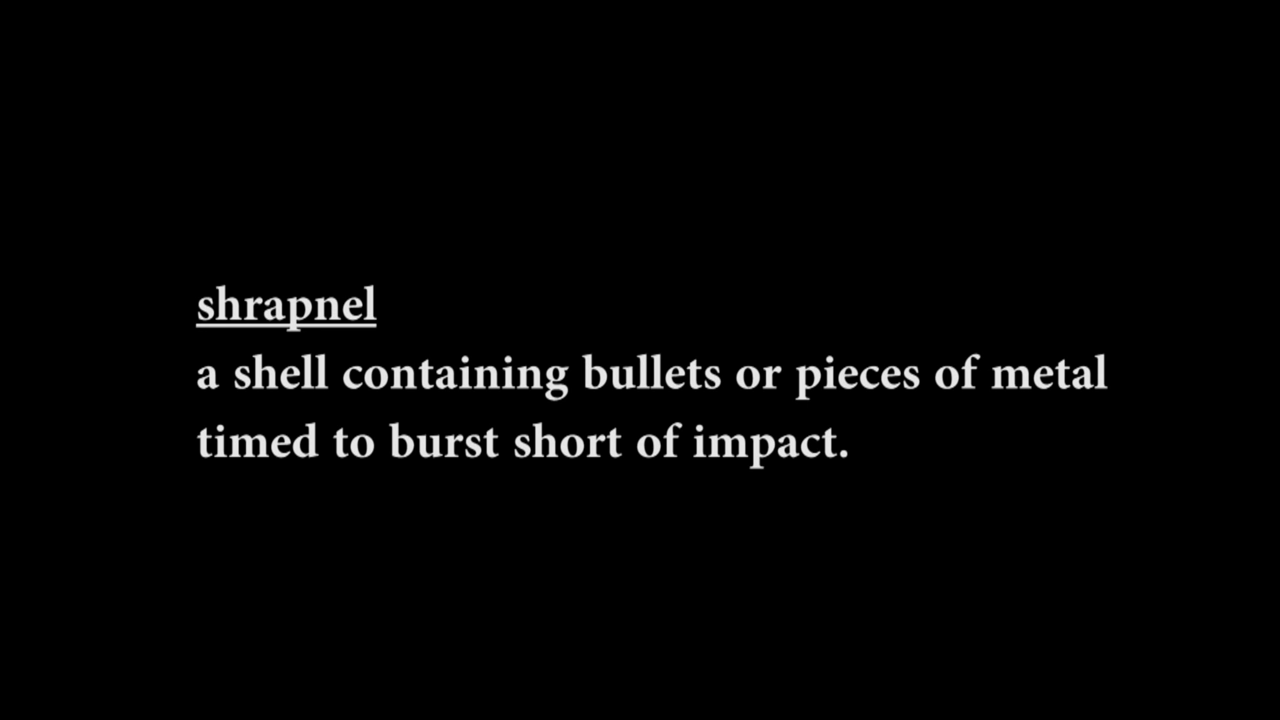 shrapnel
a shell containing bullets or pieces of metal
timed to burst short of impact.